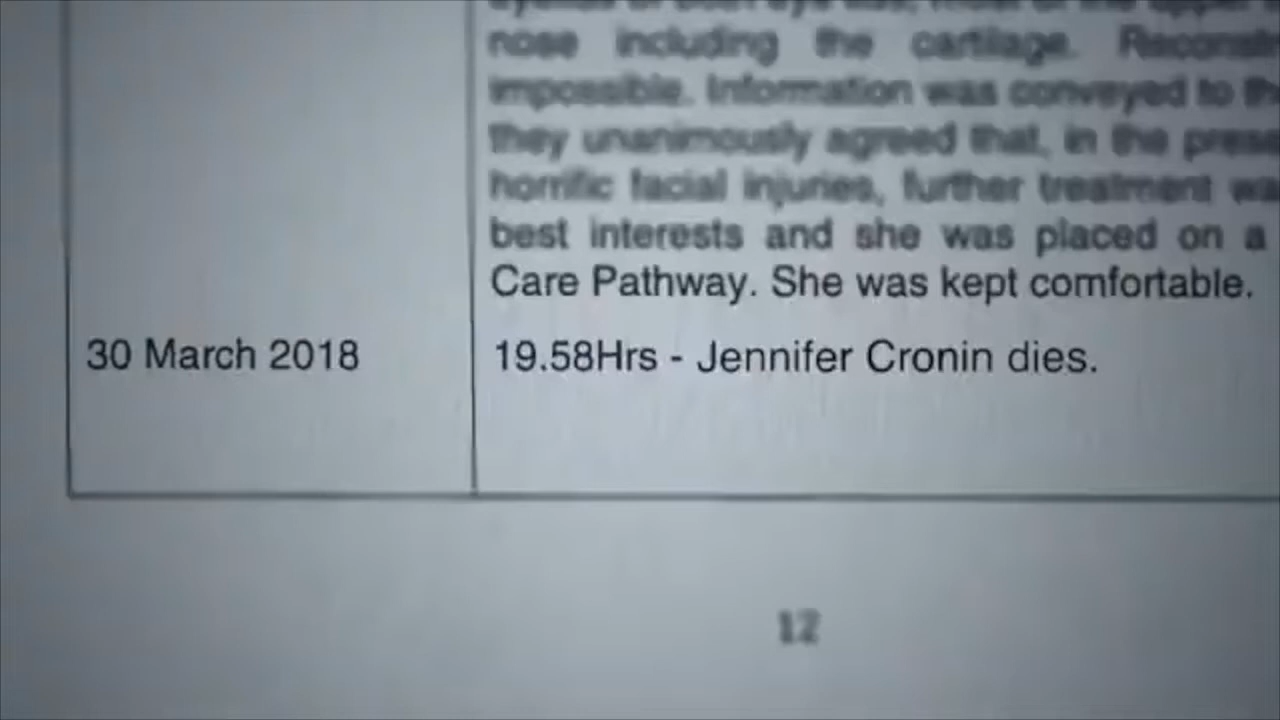 nose including the cartilage.
impossible. Information was conveyed to
they unanimously agreed that, in the
horrific facial injuries, further treatment
best interests and she was placed on a
Care Pathway. She was kept comfortable.
30 March 2018
19.58Hrs - Jennifer Cronin dies.
12